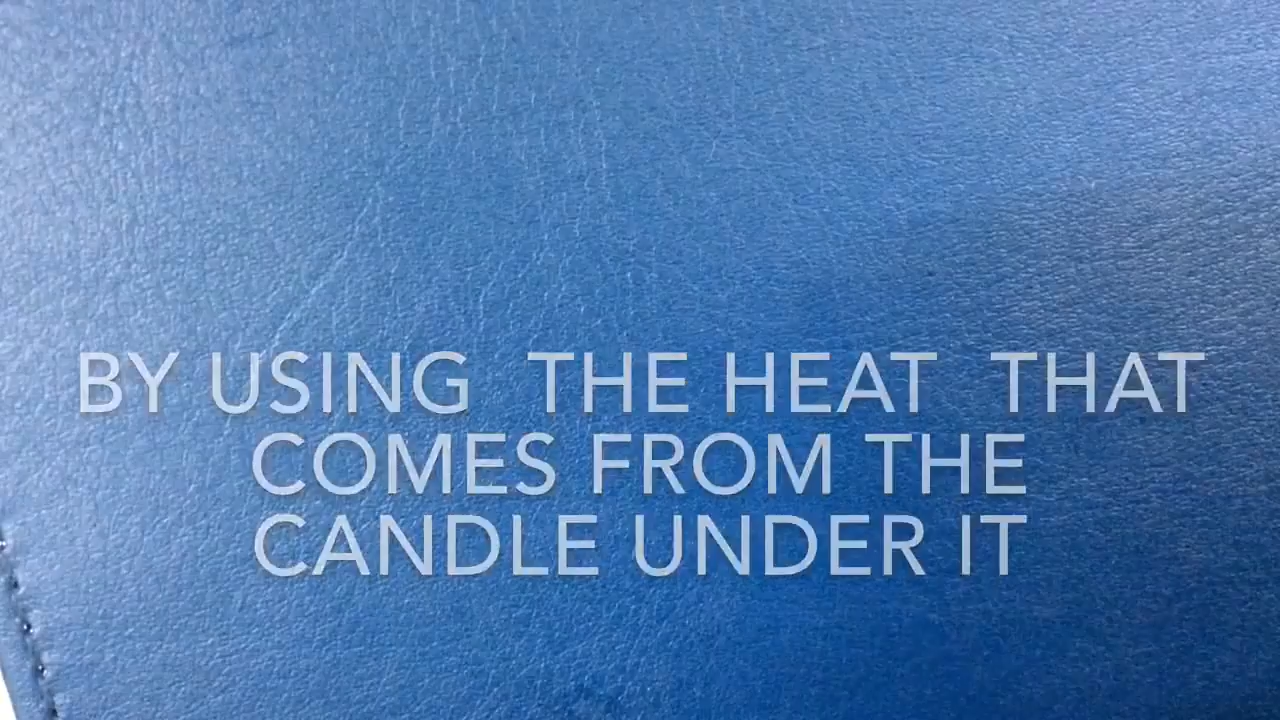 BY USING THE HEAT THAT
COMES FROM THE
CANDLE UNDER IT